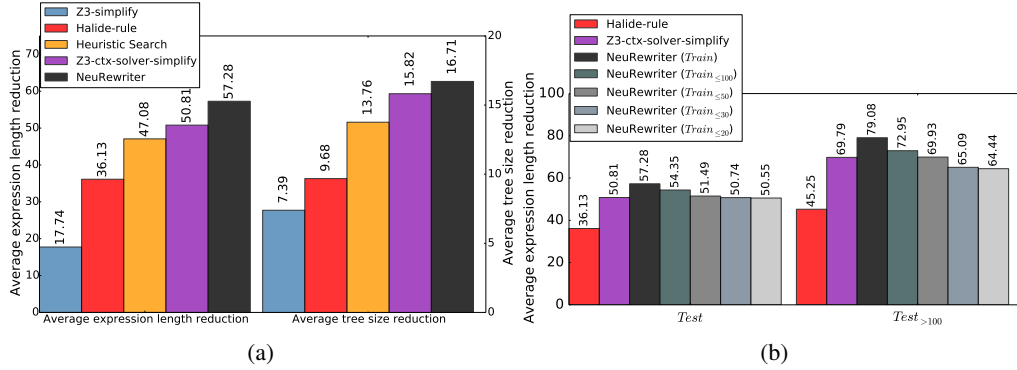 Z3-simplify
Halide-rule
Heuristic Search
Z3-ctx-solver-simplify
NeuRewriter
Average expression length reduction
0
10
20
30
40
50
60
70
17.74
36.13
47.08
50.81
57.28
7.39
9.68
13.76
15.82
16.71
0
5
10
15
20
Average tree size reduction
Average expression length reduction
Average tree size reduction
(a)
Halide-rule
Z3-ctx-solver-simplify
NeuRewriter (Train)
NeuRewriter (Train≤100)
NeuRewriter (Train≤50)
NeuRewriter (Train≤30)
NeuRewriter (Train≤20)
Average expression length reduction
0
20
40
60
80
100
36.13
50.81
57.28
54.35
51.49
50.74
50.55
45.25
69.79
79.08
72.95
69.93
65.09
64.44
Test
Test>100
(b)